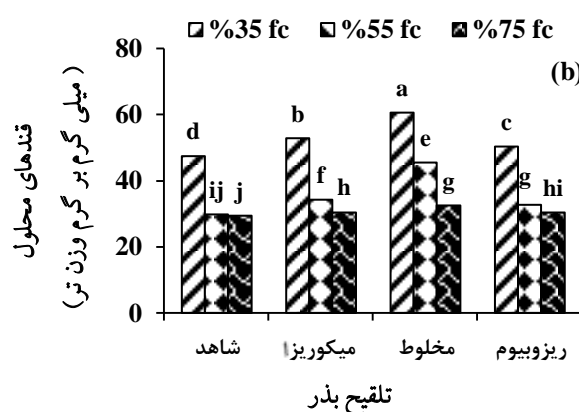 %35 fc %55 fc %75 fc
(b)
80
60
40
20
0
قندهای محلول
(میلی گرم بر گرم وزن تر)
d ij j
b f h
a e g
c g hi
شاهد میکوریزا مخلوط ریزوبیوم
تلقیح بذر